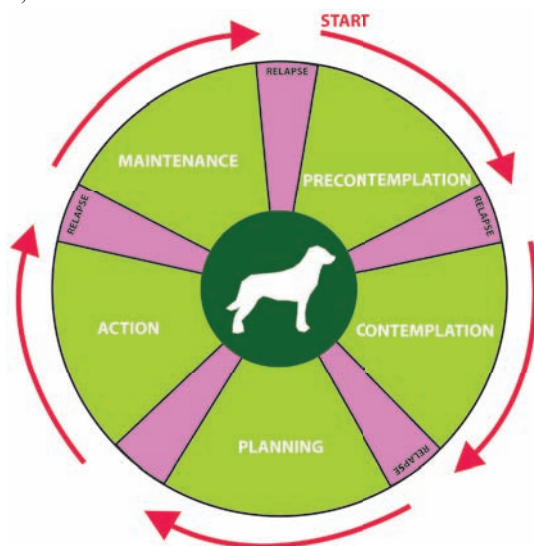 START
RELAPSE
PRECONTEMPLATION
RELAPSE
CONTEMPLATION
RELAPSE
PLANNING
ACTION
RELAPSE
MAINTENANCE